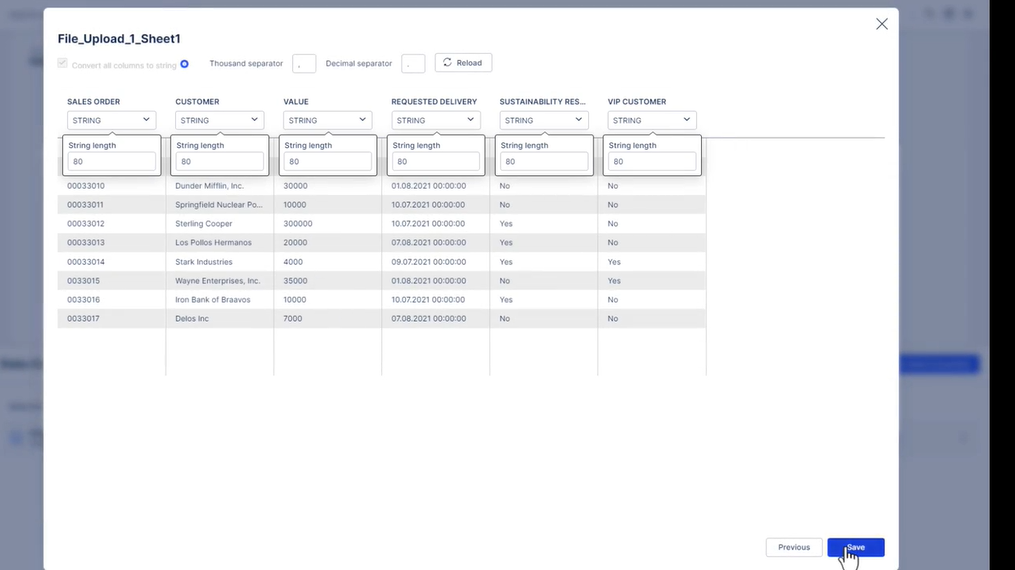 File_Upload_1_Sheet1
Convert all columns to string
Thousand separator , Decimal separator . Reload
SALES ORDER CUSTOMER VALUE REQUESTED DELIVERY SUSTAINABILITY RES... VIP CUSTOMER
STRING STRING STRING STRING STRING STRING
String length String length String length String length String length String length
80 80 80 80 80 80
00033010 Dunder Mifflin, Inc. 30000 01.08.2021 00:00:00 No No
00033011 Springfield Nuclear Po... 10000 10.07.2021 00:00:00 No No
00033012 Sterling Cooper 300000 10.07.2021 00:00:00 Yes No
00033013 Los Pollos Hermanos 20000 07.08.2021 00:00:00 Yes No
00033014 Stark Industries 4000 09.07.2021 00:00:00 Yes Yes
0033015 Wayne Enterprises, Inc. 35000 01.08.2021 00:00:00 No Yes
0033016 Iron Bank of Braavos 10000 10.07.2021 00:00:00 Yes No
0033017 Delos Inc 7000 07.08.2021 00:00:00 No No
Previous Save